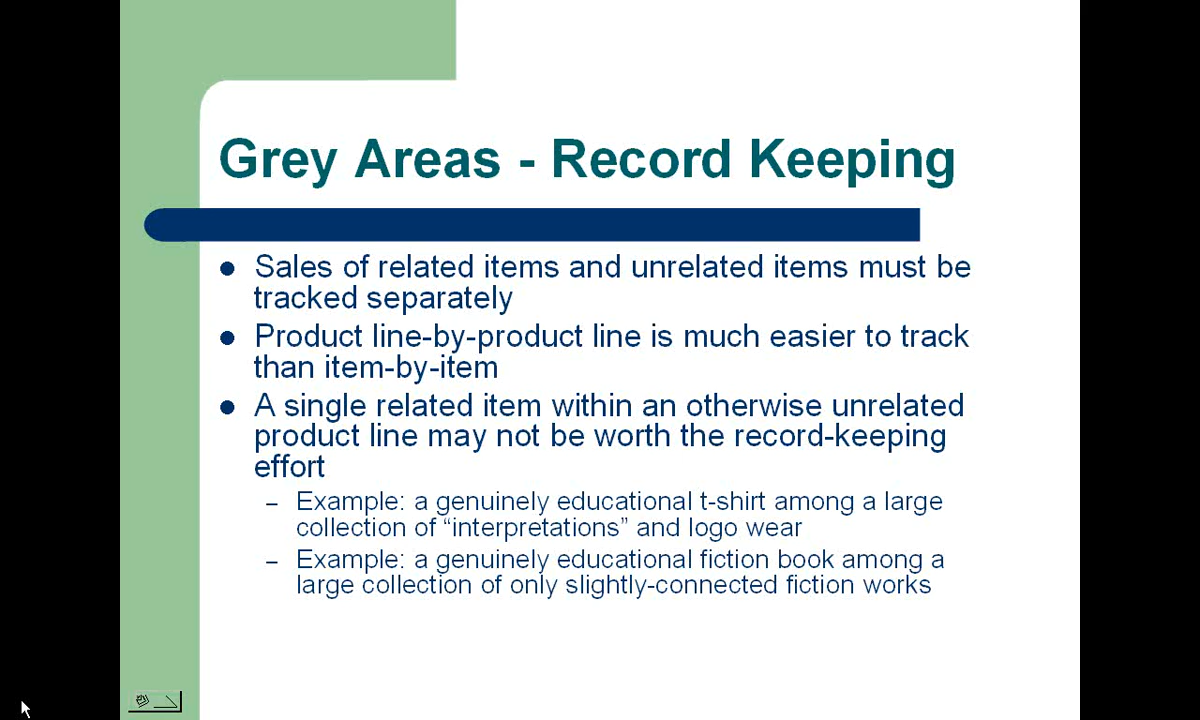 Grey Areas - Record Keeping
● Sales of related items and unrelated items must be
tracked separately
● Product line-by-product line is much easier to track
than item-by-item
● A single related item within an otherwise unrelated
product line may not be worth the record-keeping
effort
– Example: a genuinely educational t-shirt among a large
collection of “interpretations” and logo wear
– Example: a genuinely educational fiction book among a
large collection of only slightly-connected fiction works